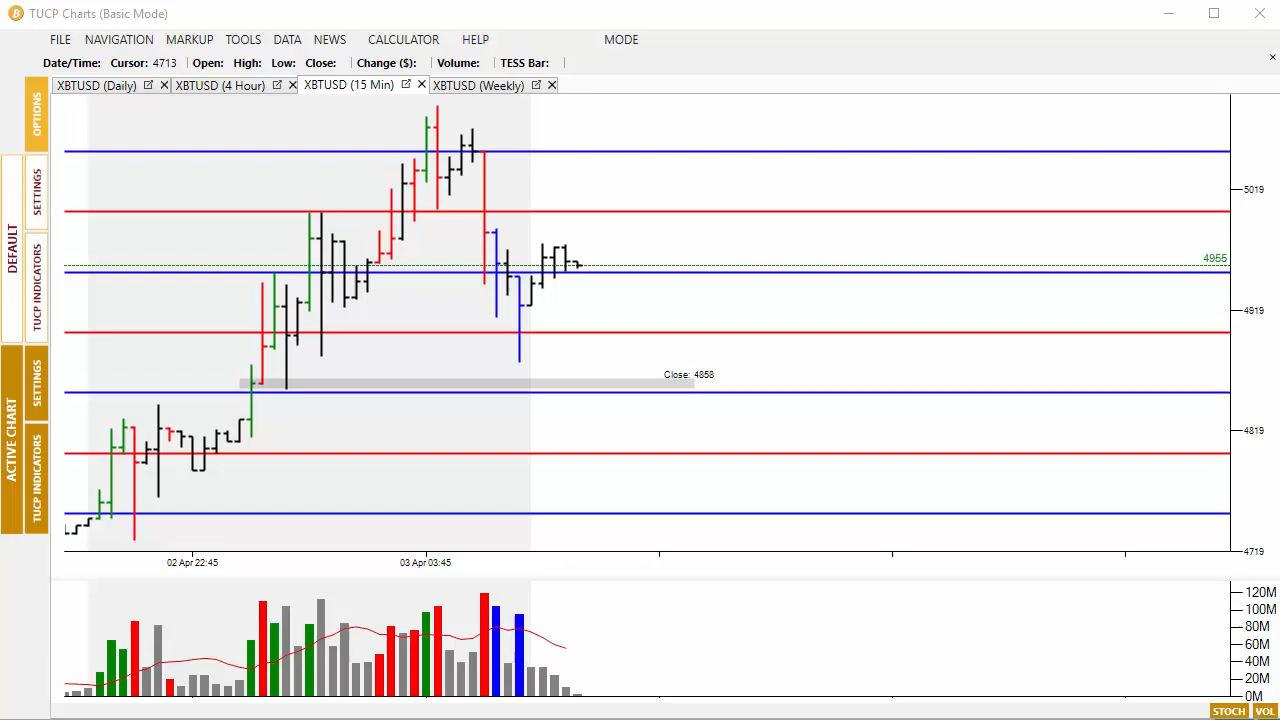 TUCP Charts (Basic Mode)
FILE NAVIGATION MARKUP TOOLS DATA NEWS CALCULATOR HELP MODE
Date/Time: Cursor: 4713 Open: High: Low: Close: Change ($): Volume: TESS Bar:
XBTUSD (Daily) XBTUSD (4 Hour) XBTUSD (15 Min) XBTUSD (Weekly)
OPTIONS
DEFAULT
SETTINGS
TUCP INDICATORS
ACTIVE CHART
SETTINGS
TUCP INDICATORS
5019
4955
4919
Close: 4858
4819
4719
02 Apr 22:45 03 Apr 03:45
120M
100M
80M
60M
40M
20M
0M
STOCH VOL